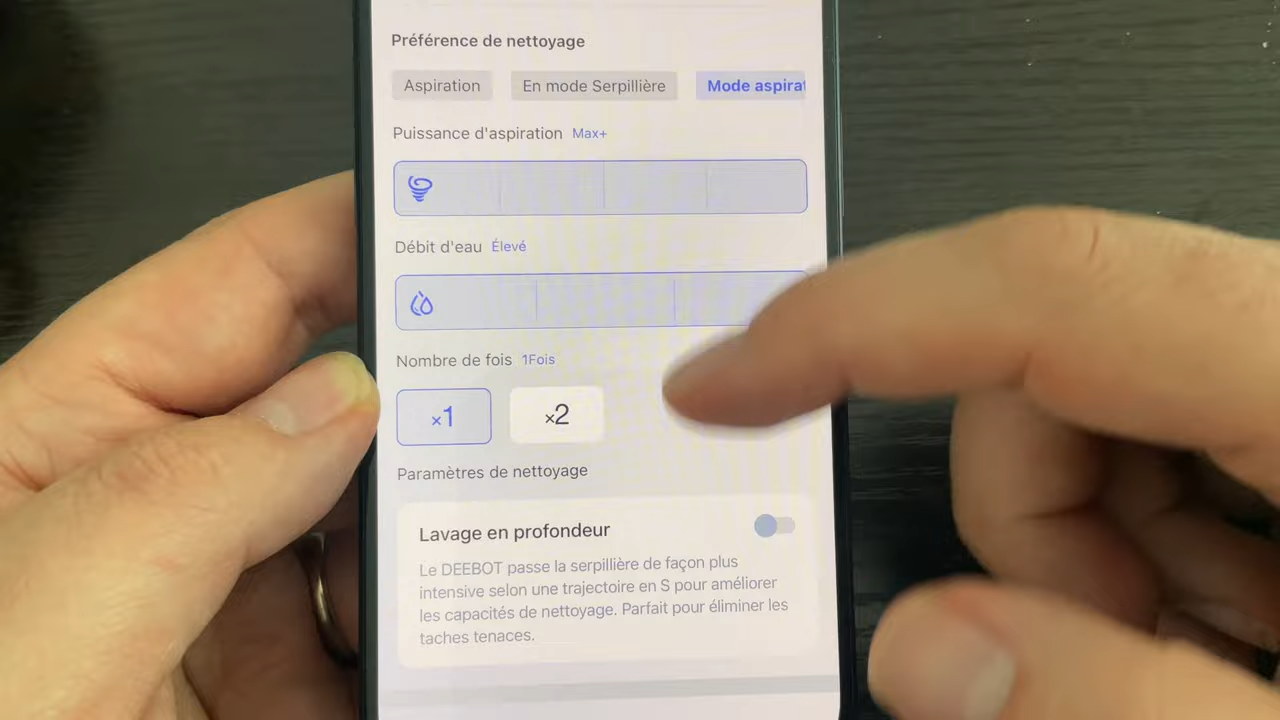 Préférence de nettoyage
Aspiration
En mode Serpillière
Mode aspirat
Puissance d'aspiration Max+
Débit d'eau Élevé
Nombre de fois 1Fois
×1
×2
Paramètres de nettoyage
Lavage en profondeur
Le DEEBOT passe la serpillière de façon plus
intensive selon une trajectoire en S pour améliorer
les capacités de nettoyage. Parfait pour éliminer les
taches tenaces.